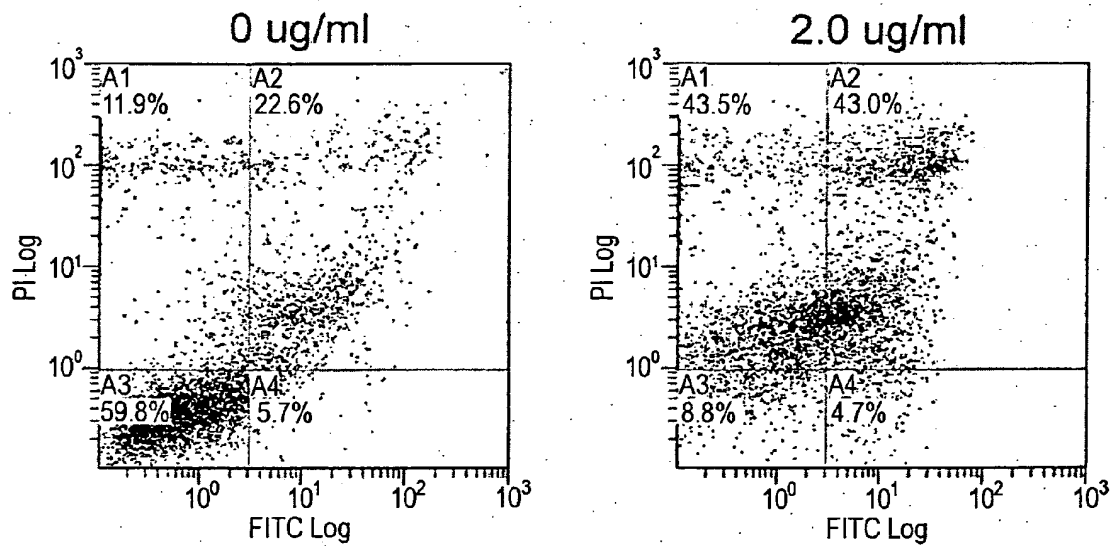 0 ug/ml
10³
A1
11.9%
A2
22.6%
10²
10¹
10⁰
A3
59.8%
A4
5.7%
PI Log
10⁰ 10¹ 10² 10³
FITC Log
2.0 ug/ml
10³
A1
43.5%
A2
43.0%
10²
10¹
10⁰
A3
8.8%
A4
4.7%
PI Log
10⁰ 10¹ 10² 10³
FITC Log